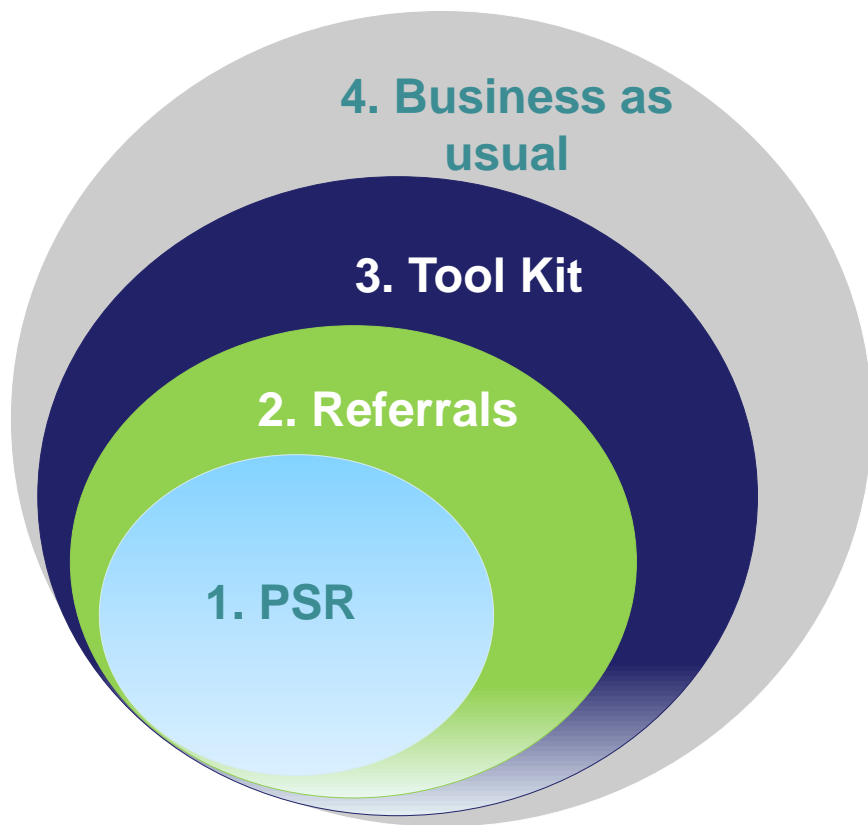 4. Business as
usual
3. Tool Kit
2. Referrals
1. PSR